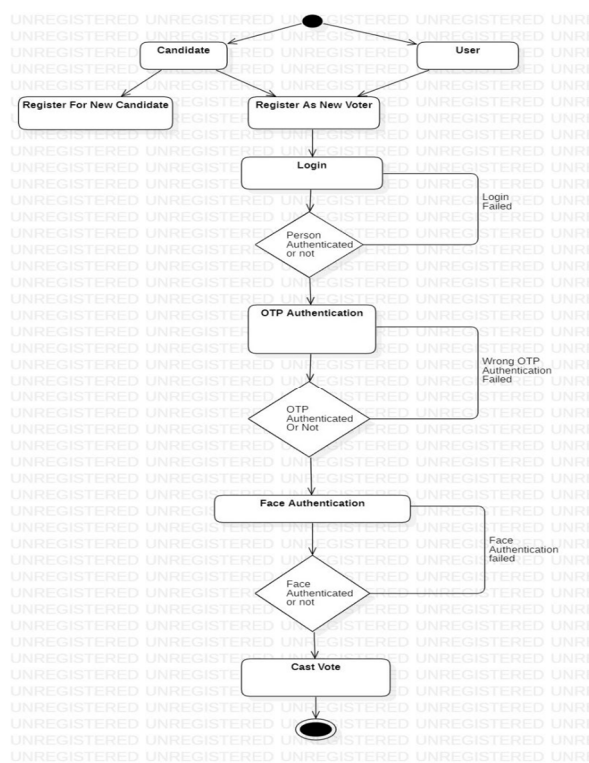 Candidate
User
Register For New Candidate
Register As New Voter
Login
Login
Failed
Person
Authenticated
or not
OTP Authentication
Wrong OTP
Authentication
Failed
OTP
Authenticated
Or Not
Face Authentication
Face
Authentication
failed
Face
Authenticated
or not
Cast Vote
UNREGISTERED